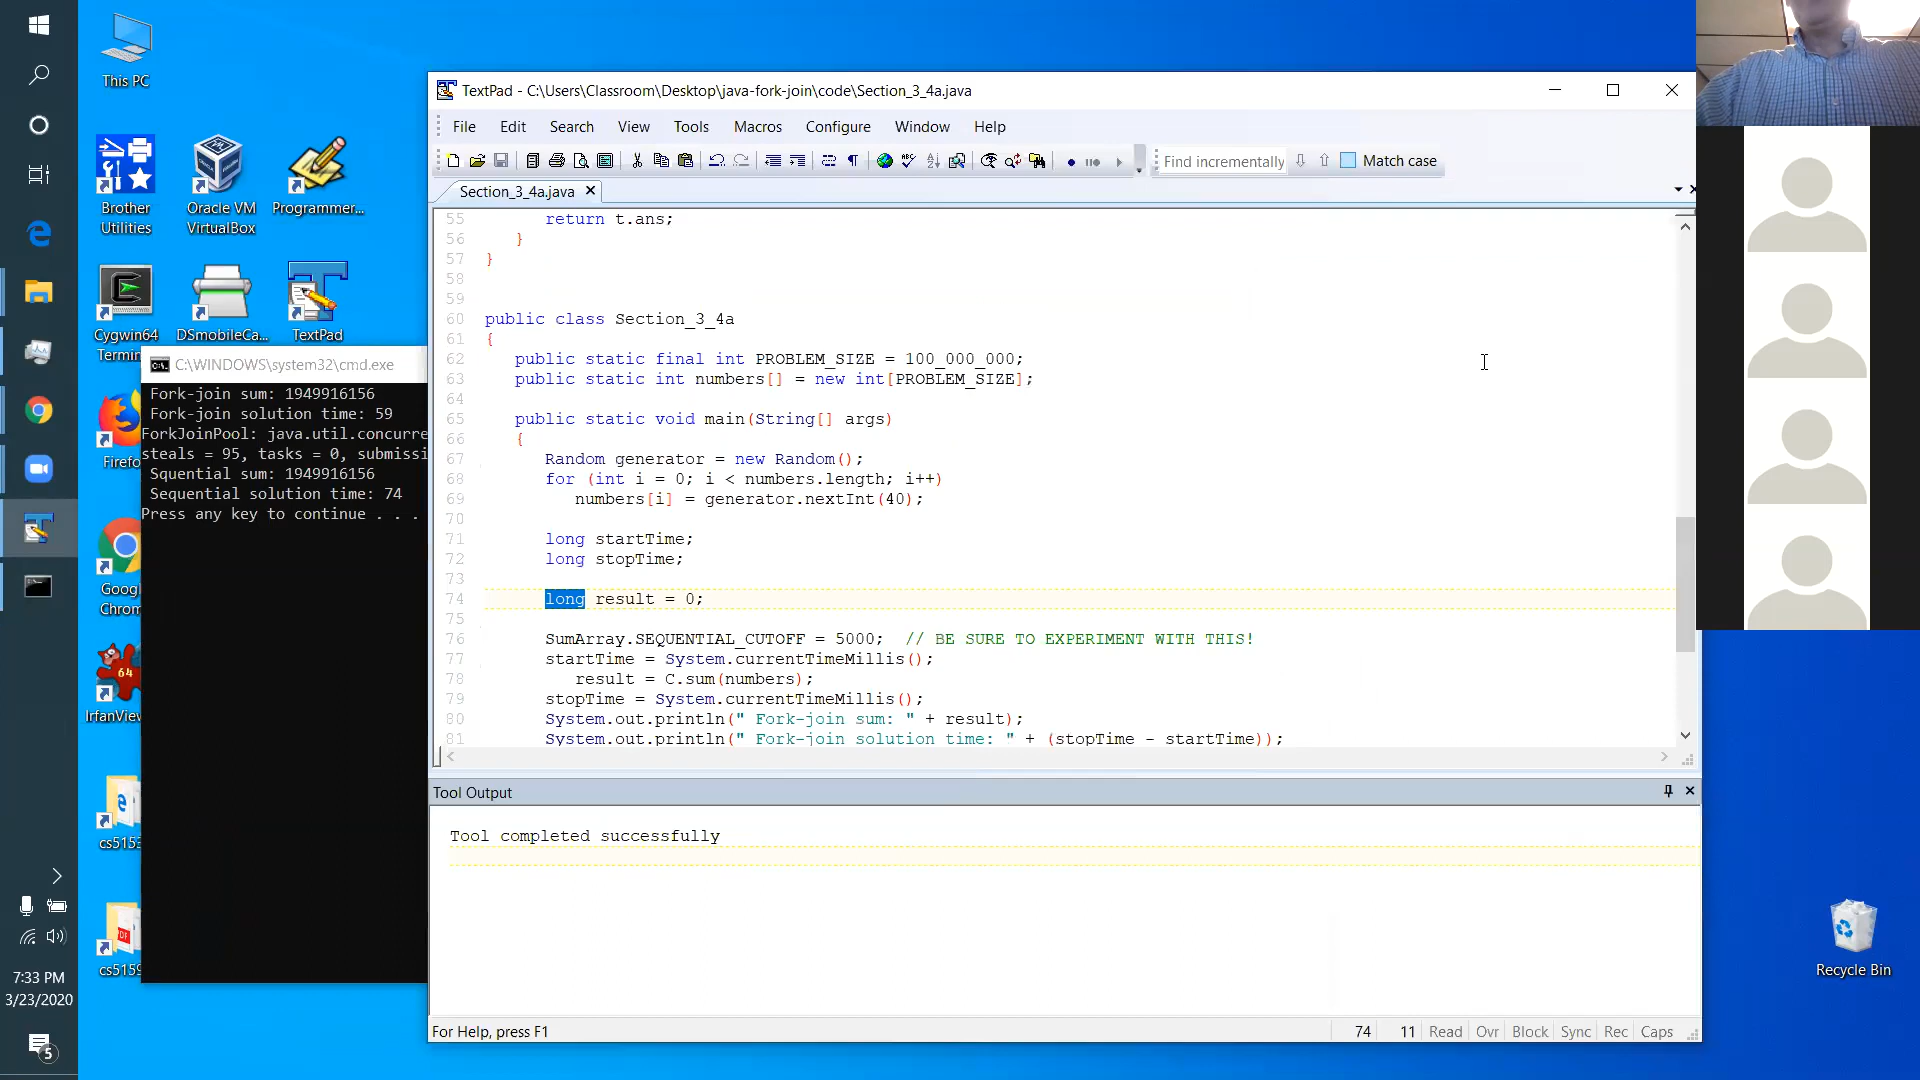 This PC
Brother
Utilities
Oracle VM
VirtualBox
Programmer...
Cygwin64
Termin
DSmobileCa...
TextPad
Firefo
Goog
Chrom
64
IrfanView
cs5153
PDF
cs5159
7:33 PM
3/23/2020
5
C:\WINDOWS\system32\cmd.exe
Fork-join sum: 1949916156
Fork-join solution time: 59
ForkJoinPool: java.util.concurre
steals = 95, tasks = 0, submissi
Squential sum: 1949916156
Sequential solution time: 74
Press any key to continue . . .
TextPad - C:\Users\Classroom\Desktop\java-fork-join\code\Section_3_4a.java
File Edit Search View Tools Macros Configure Window Help
Find incrementally Match case
Section_3_4a.java
55 return t.ans;
56 }
57 }
58
59
60 public class Section_3_4a
61 {
62 public static final int PROBLEM_SIZE = 100_000_000;
63 public static int numbers[] = new int[PROBLEM_SIZE];
64
65 public static void main(String[] args)
66 {
67 Random generator = new Random();
68 for (int i = 0; i < numbers.length; i++)
69 numbers[i] = generator.nextInt(40);
70
71 long startTime;
72 long stopTime;
73
74 long result = 0;
75
76 SumArray.SEQUENTIAL_CUTOFF = 5000; // BE SURE TO EXPERIMENT WITH THIS!
77 startTime = System.currentTimeMillis();
78 result = C.sum(numbers);
79 stopTime = System.currentTimeMillis();
80 System.out.println(" Fork-join sum: " + result);
81 System.out.println(" Fork-join solution time: " + (stopTime - startTime));
Tool Output
Tool completed successfully
For Help, press F1
74 11 Read Ovr Block Sync Rec Caps
Recycle Bin